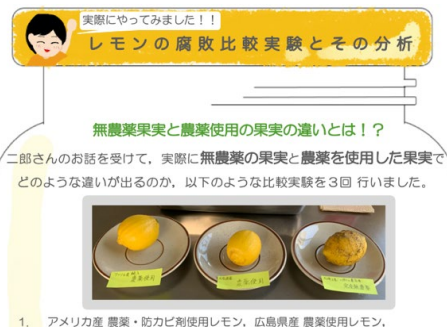 実際にやってみました！！
レモンの腐敗比較実験とその分析
無農薬果実と農薬使用の果実の違いとは！？
二郎さんのお話を受けて，実際に無農薬の果実と農薬を使用した果実で
どのような違いが出るのか，以下のような比較実験を３回 行いました。
農薬使用
1.　アメリカ産 農薬・防カビ剤使用レモン，広島県産 農薬使用レモン，